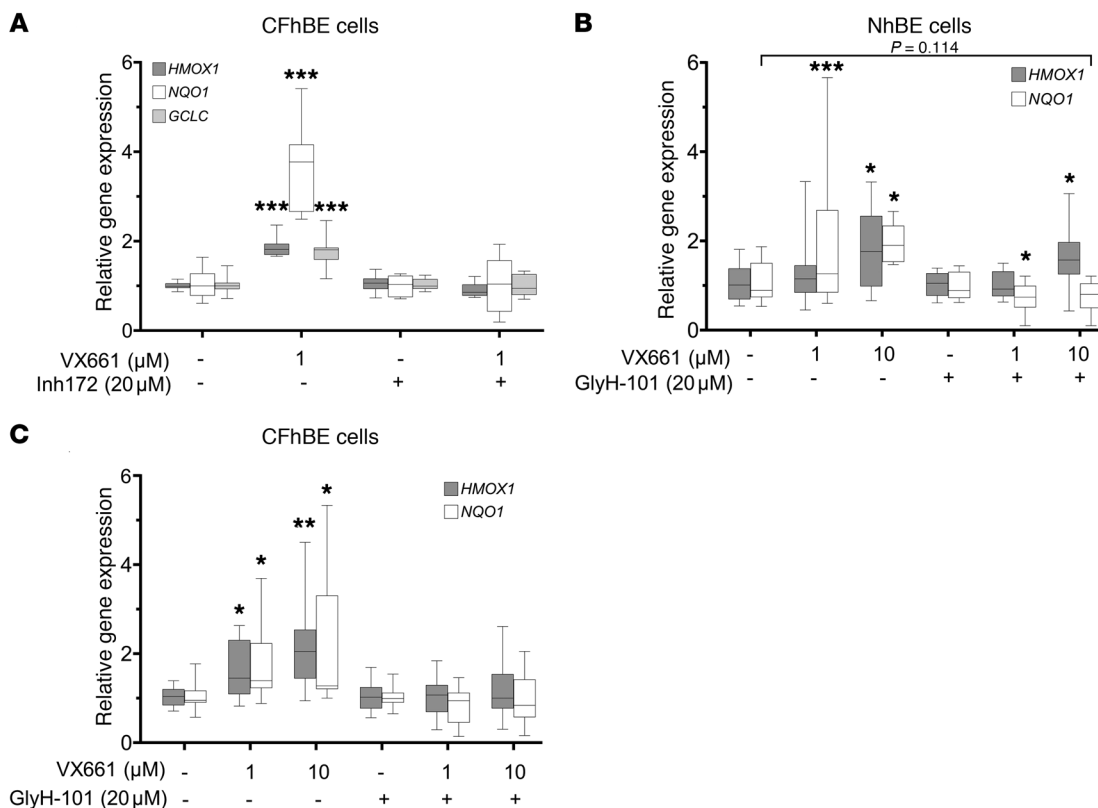 A
CFhBE cells
Relative gene expression
6
4
2
0
HMOX1
NQO1
GCLC
***
***
***
VX661 (µM) - 1 - 1
Inh172 (20 µM) - - + +
B
NhBE cells
P = 0.114
Relative gene expression
6
4
2
0
HMOX1
NQO1
***
*
*
*
*
VX661 (µM) - 1 10 - 1 10
GlyH-101 (20 µM) - - - + + +
C
CFhBE cells
Relative gene expression
6
4
2
0
HMOX1
NQO1
*
*
**
*
VX661 (µM) - 1 10 - 1 10
GlyH-101 (20 µM) - - - + + +